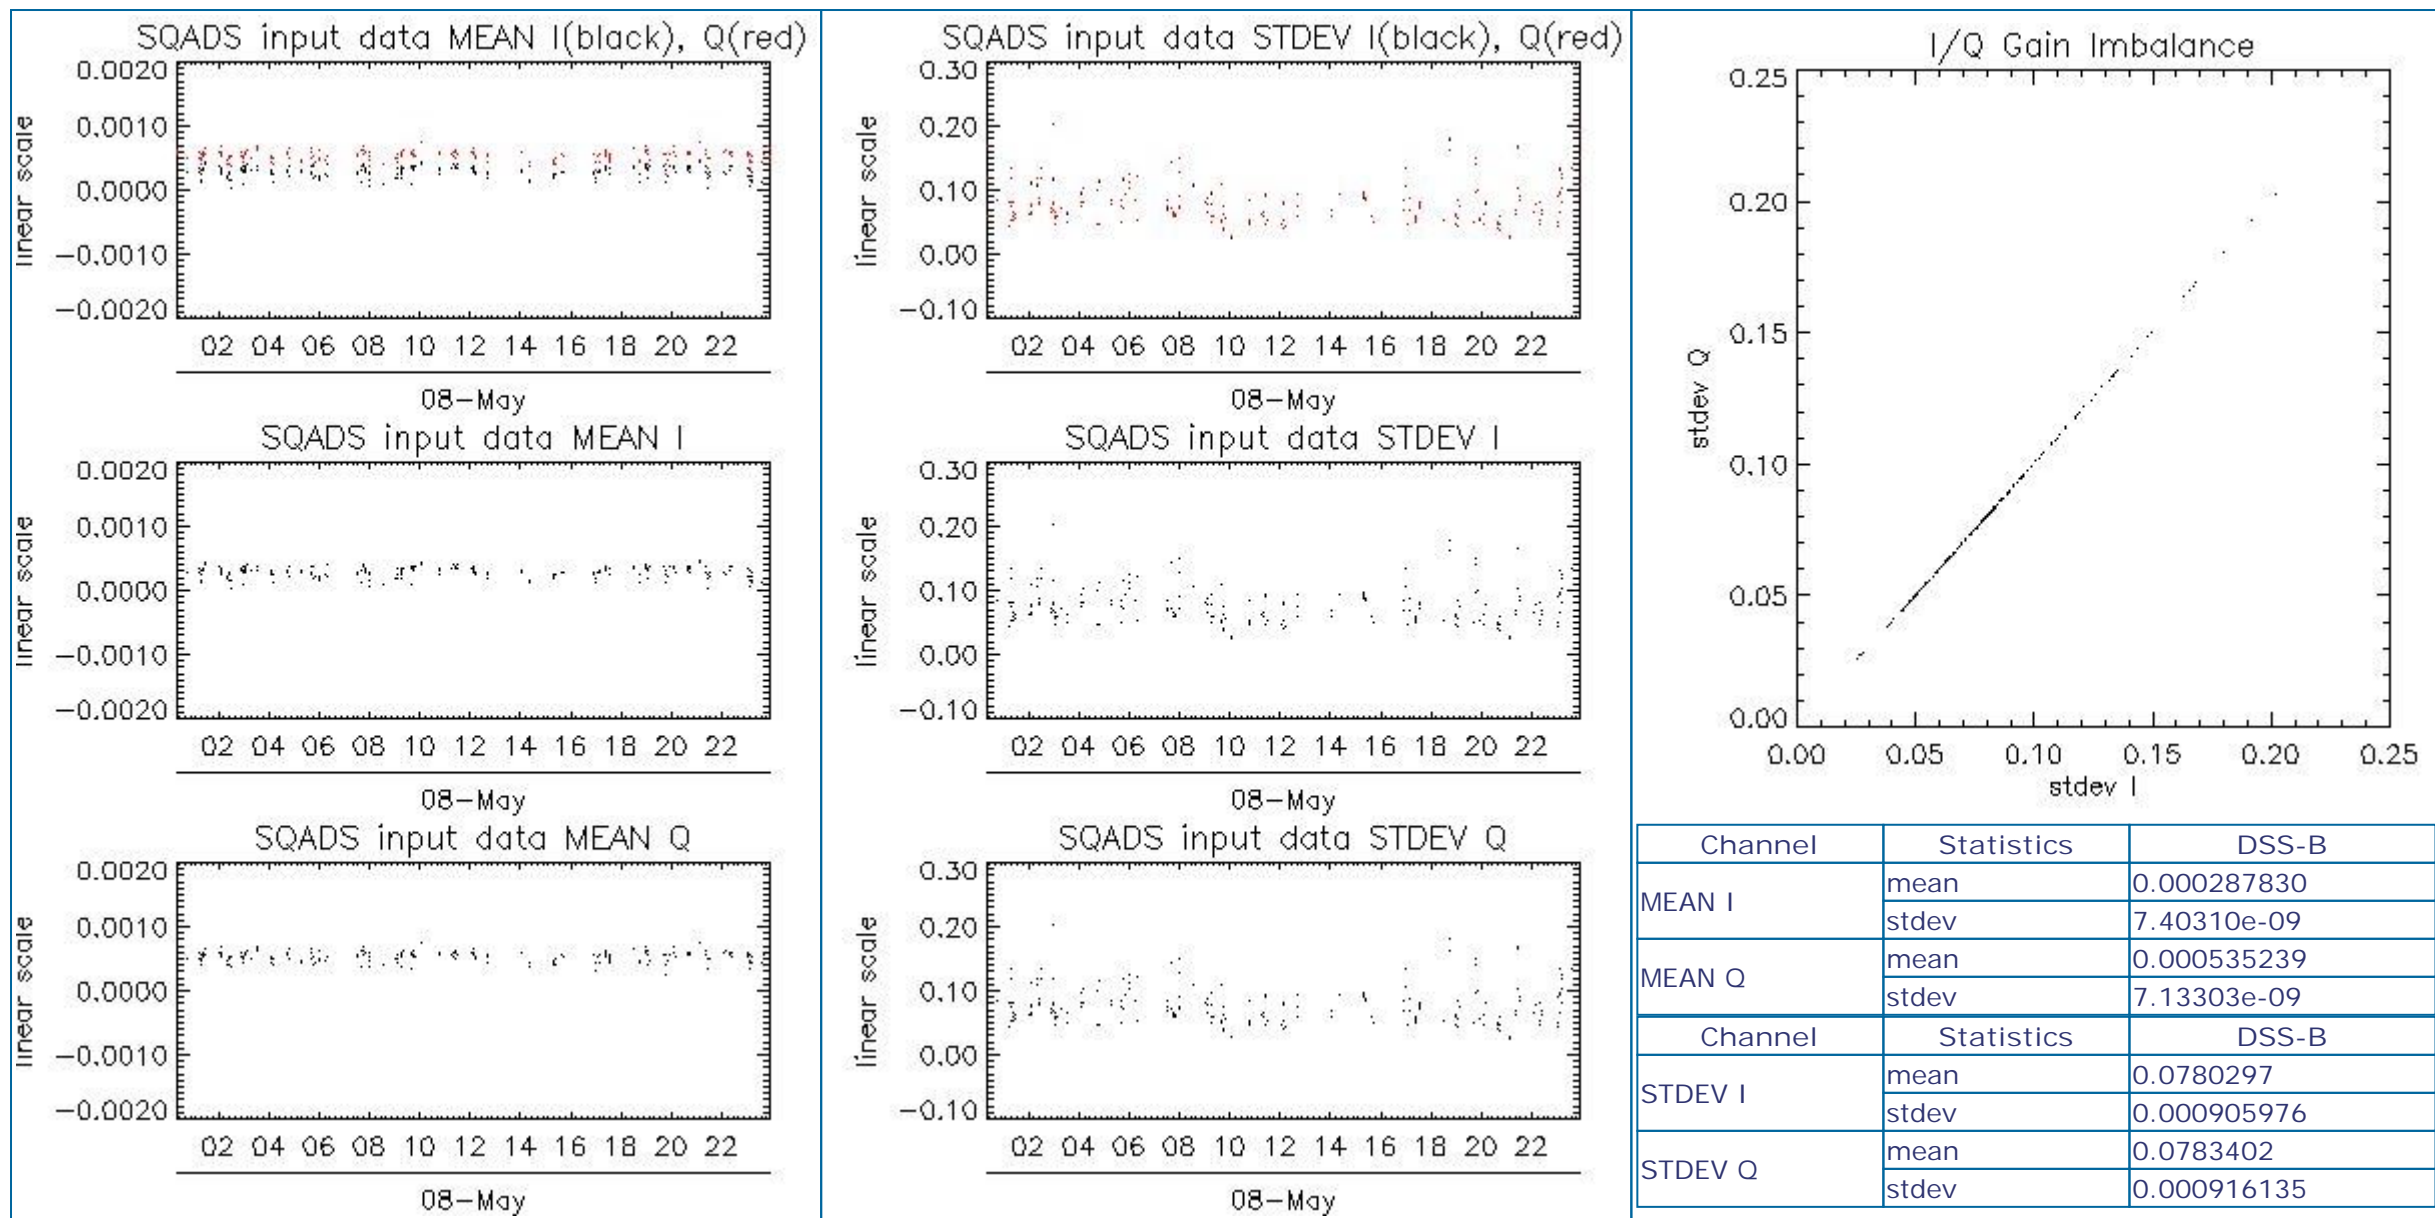 SQADS input data MEAN I(black), Q(red)
0.0020
0.0010
0.0000
−0.0010
−0.0020
linear scale
02 04 06 08 10 12 14 16 18 20 22
08−May
SQADS input data MEAN I
0.0020
0.0010
0.0000
−0.0010
−0.0020
linear scale
02 04 06 08 10 12 14 16 18 20 22
08−May
SQADS input data MEAN Q
0.0020
0.0010
0.0000
−0.0010
−0.0020
linear scale
02 04 06 08 10 12 14 16 18 20 22
08−May
SQADS input data STDEV I(black), Q(red)
0.30
0.20
0.10
0.00
−0.10
linear scale
02 04 06 08 10 12 14 16 18 20 22
08−May
SQADS input data STDEV I
0.30
0.20
0.10
0.00
−0.10
linear scale
02 04 06 08 10 12 14 16 18 20 22
08−May
SQADS input data STDEV Q
0.30
0.20
0.10
0.00
−0.10
linear scale
02 04 06 08 10 12 14 16 18 20 22
08−May
I/Q Gain Imbalance
0.25
0.20
0.15
0.10
0.05
0.00
stdev Q
0.00 0.05 0.10 0.15 0.20 0.25
stdev I
Channel Statistics DSS-B
MEAN I mean 0.000287830
stdev 7.40310e-09
MEAN Q mean 0.000535239
stdev 7.13303e-09
Channel Statistics DSS-B
STDEV I mean 0.0780297
stdev 0.000905976
STDEV Q mean 0.0783402
stdev 0.000916135